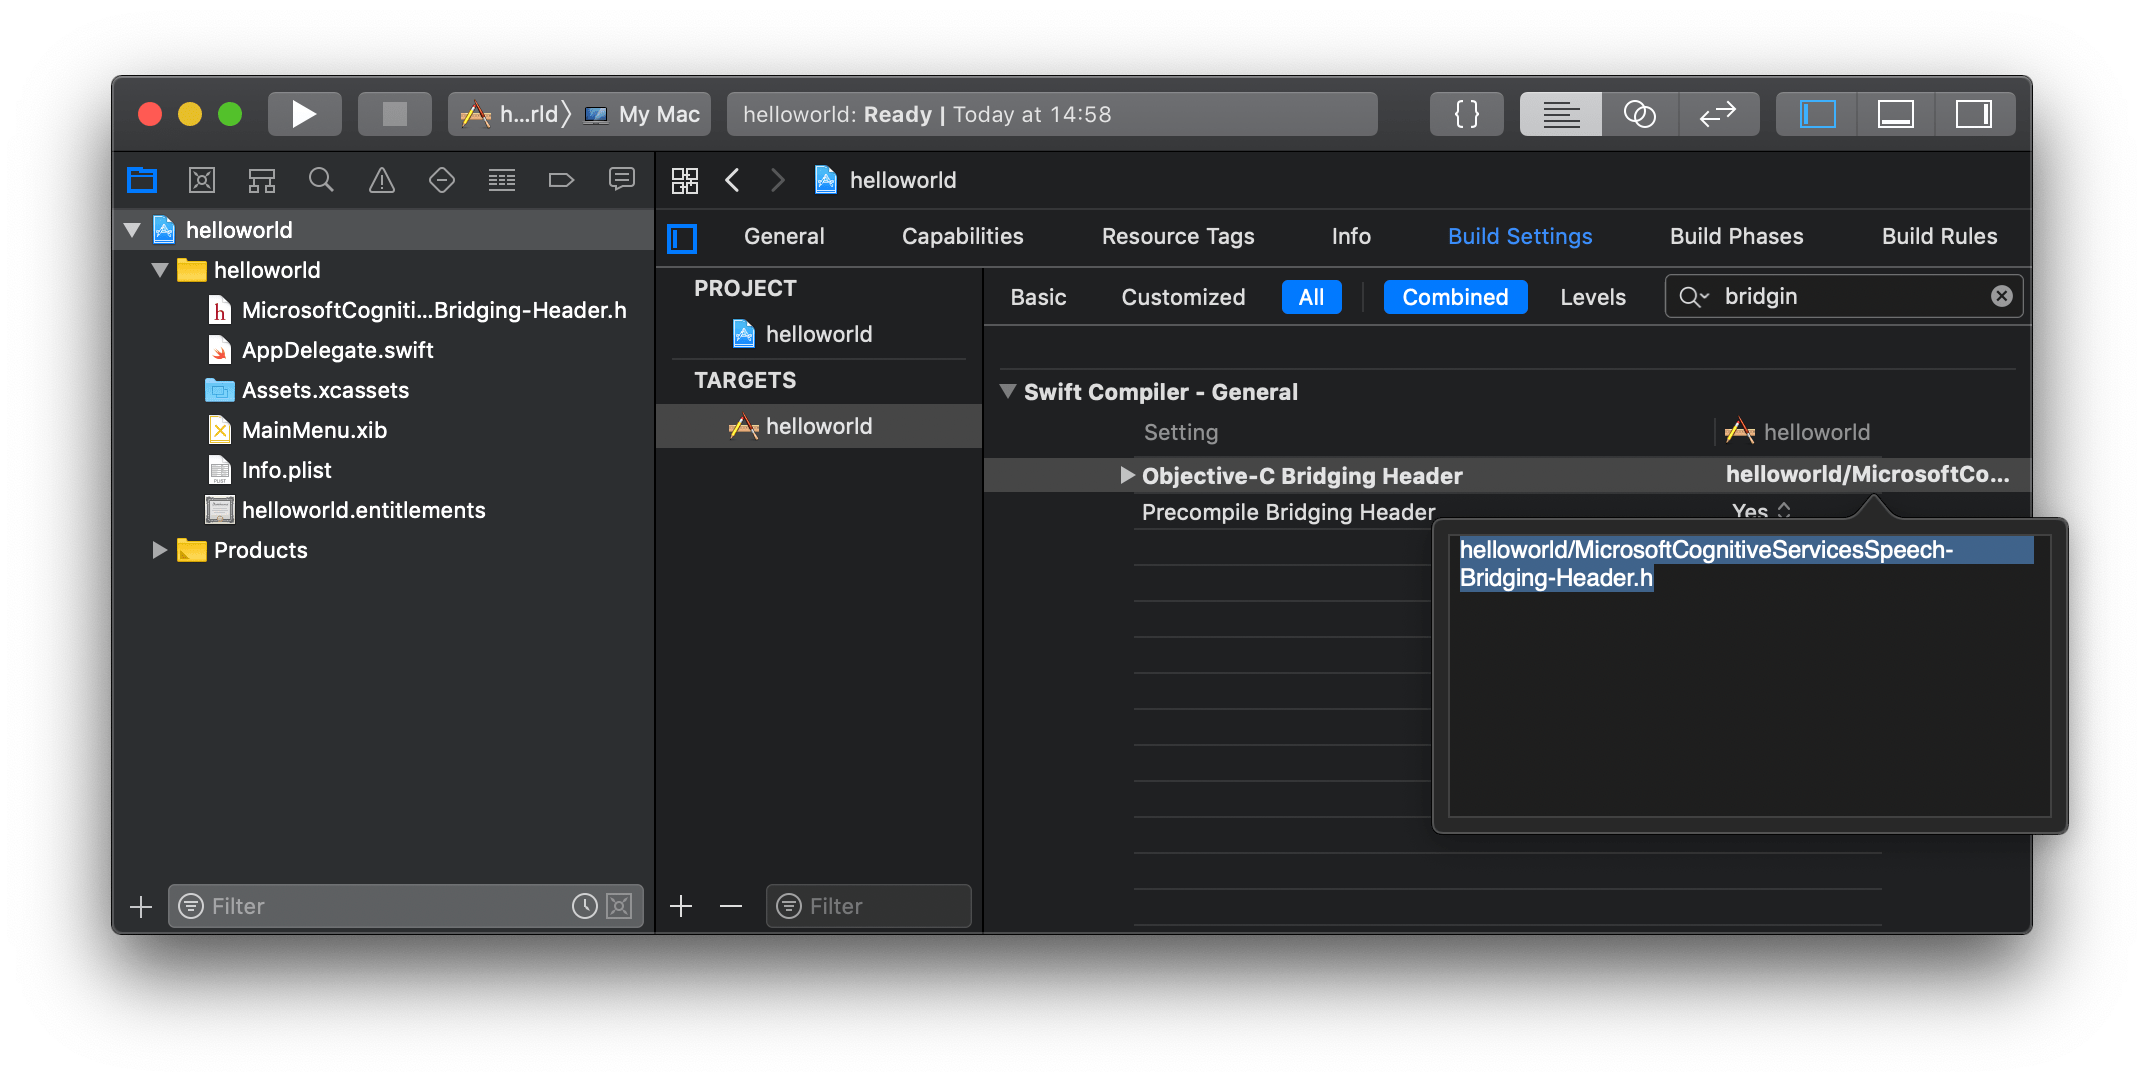 h...rld〉 My Mac
helloworld: Ready | Today at 14:58
{}
helloworld
helloworld
MicrosoftCogniti...Bridging-Header.h
AppDelegate.swift
Assets.xcassets
MainMenu.xib
Info.plist
helloworld.entitlements
Products
Filter
helloworld
General
Capabilities
Resource Tags
Info
Build Settings
Build Phases
Build Rules
PROJECT
helloworld
TARGETS
helloworld
Filter
Basic
Customized
All
Combined
Levels
bridgin
Swift Compiler - General
Setting
helloworld
Objective-C Bridging Header
helloworld/MicrosoftCo...
Precompile Bridging Header
Yes
helloworld/MicrosoftCognitiveServicesSpeech-
Bridging-Header.h